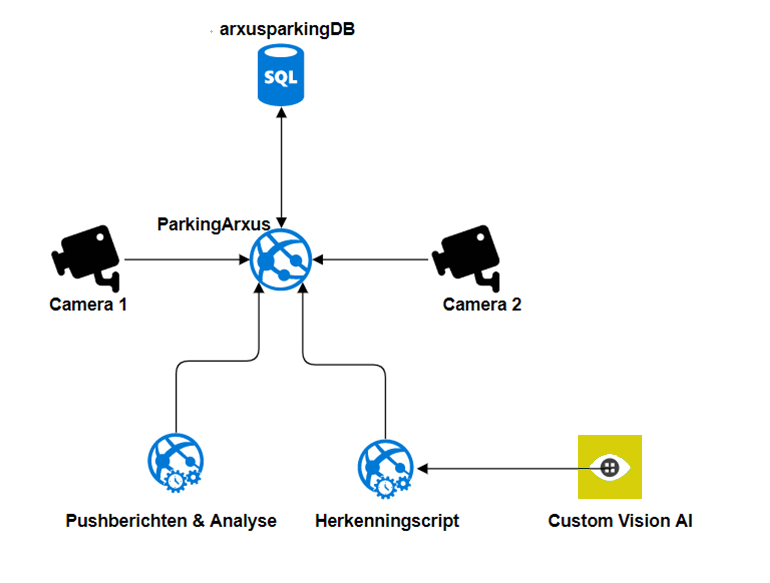 arxusparkingDB
SQL
ParkingArxus
Camera 1
Camera 2
Pushberichten & Analyse
Herkenningscript
Custom Vision AI